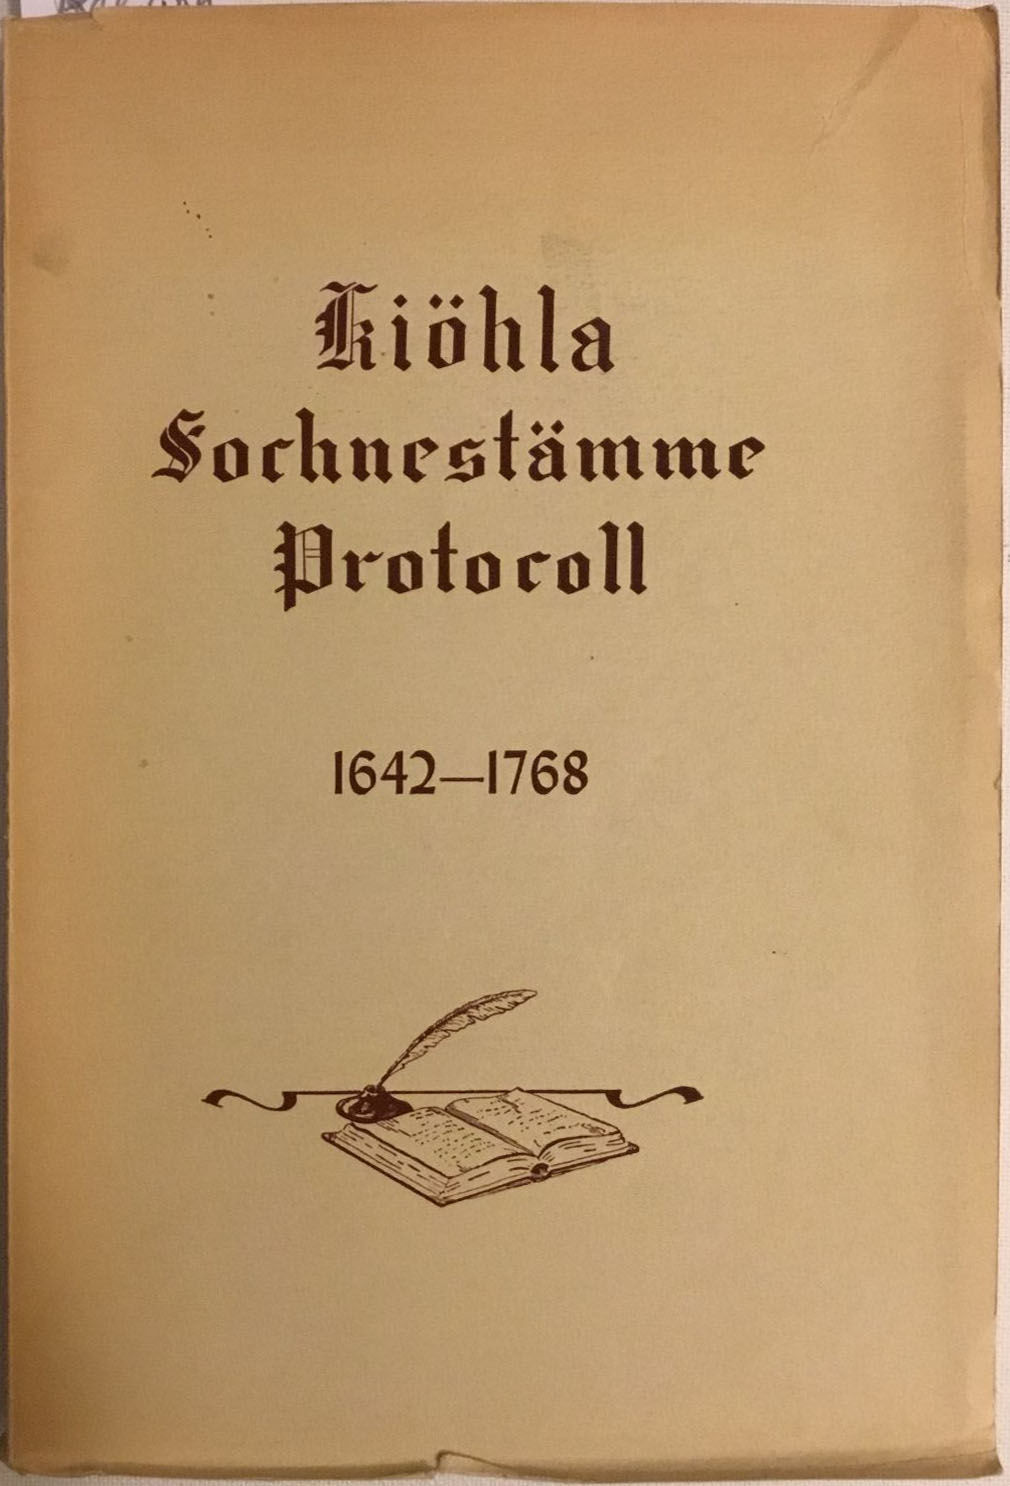 Kiöhla
Sochnestämme
Protocoll
1642—1768